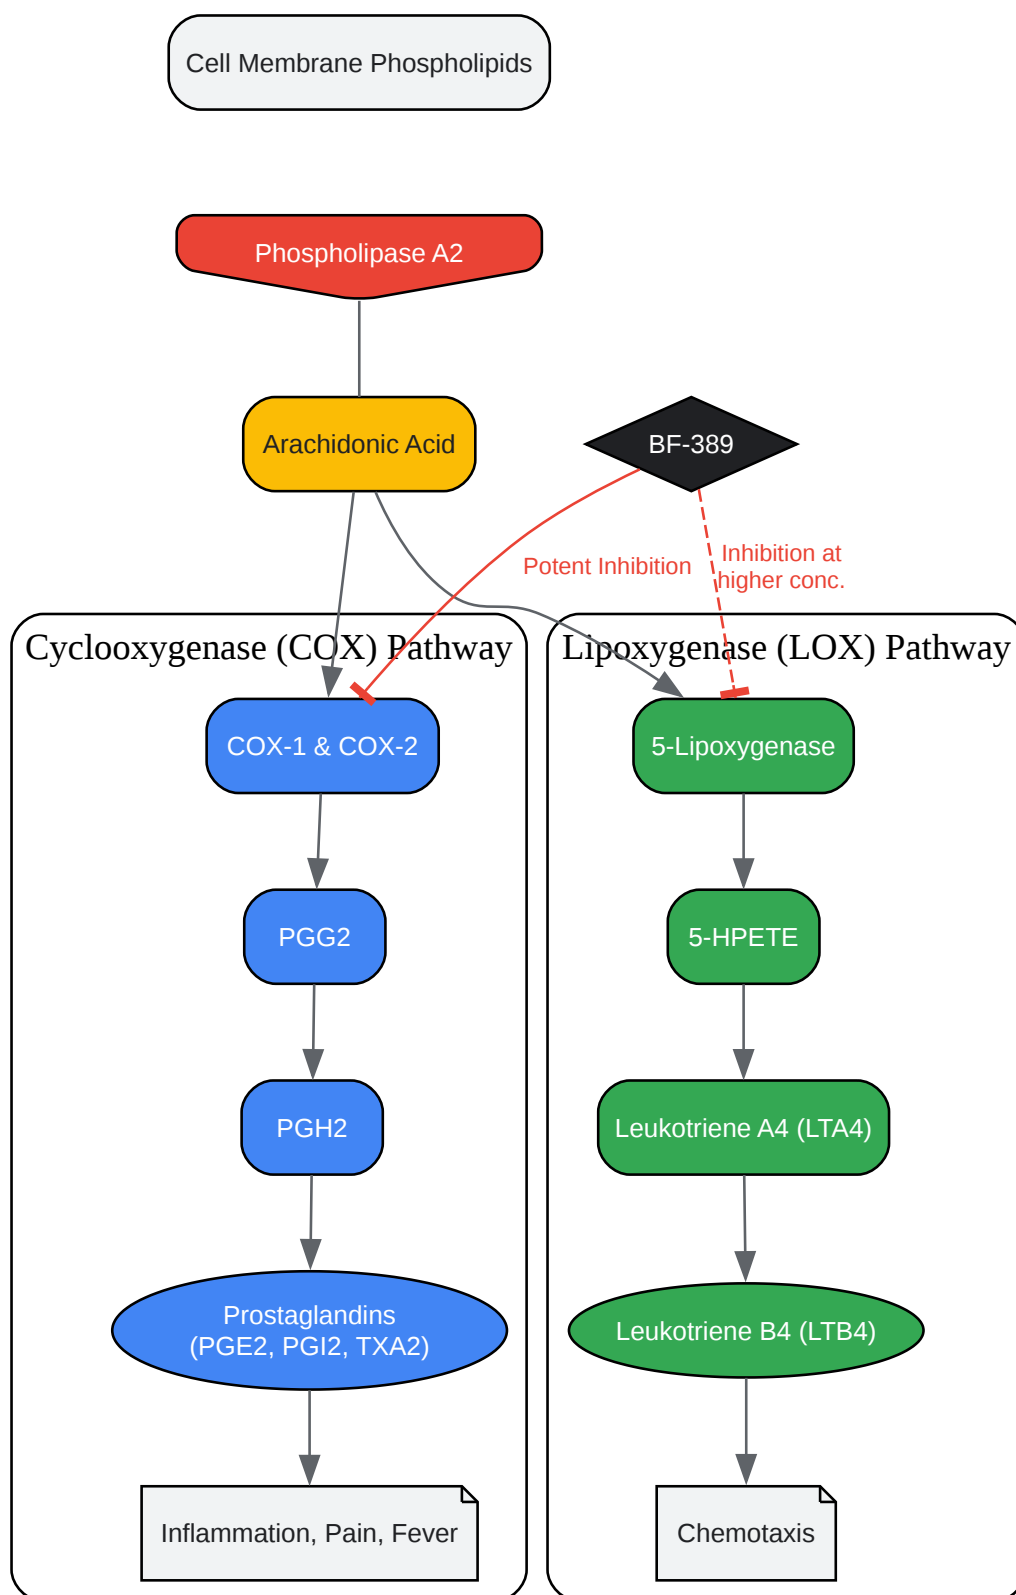 Cell Membrane Phospholipids
Phospholipase A2
Arachidonic Acid
BF-389
Potent Inhibition
Inhibition at
higher conc.
Cyclooxygenase (COX) Pathway
Lipoxygenase (LOX) Pathway
COX-1 & COX-2
5-Lipoxygenase
PGG2
5-HPETE
PGH2
Leukotriene A4 (LTA4)
Prostaglandins
(PGE2, PGI2, TXA2)
Leukotriene B4 (LTB4)
Inflammation, Pain, Fever
Chemotaxis